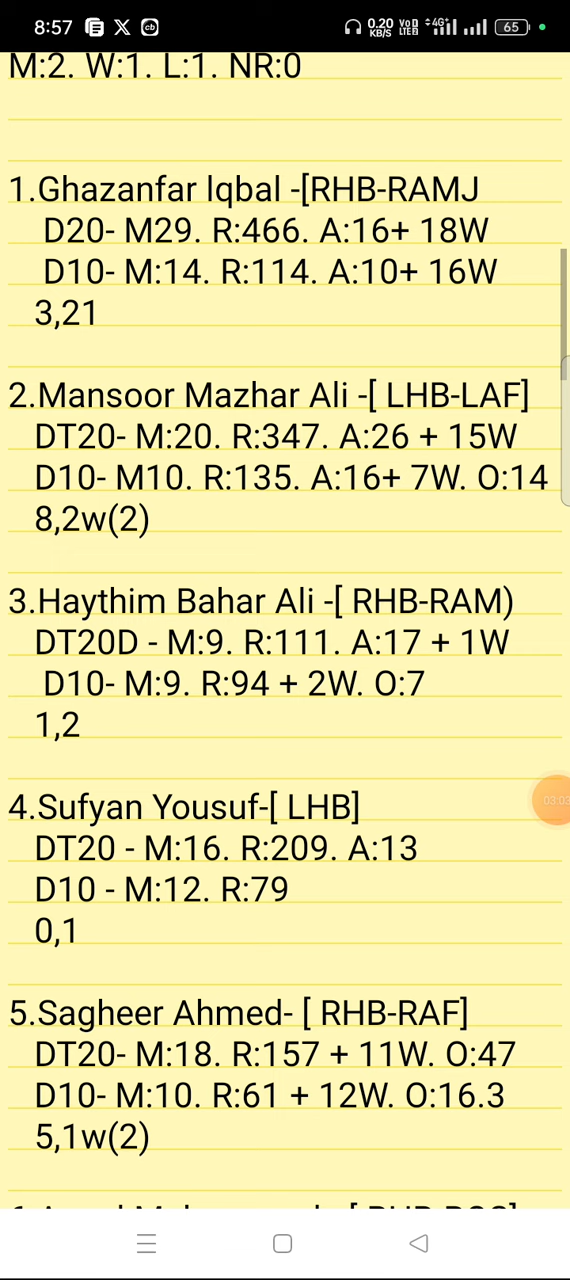 8:57 0.20 KB/S Vo LTE2 4G 65
M:2. W:1. L:1. NR:0
1.Ghazanfar Iqbal -[RHB-RAMJ
D20- M29. R:466. A:16+ 18W
D10- M:14. R:114. A:10+ 16W
3,21
2.Mansoor Mazhar Ali -[ LHB-LAF]
DT20- M:20. R:347. A:26 + 15W
D10- M10. R:135. A:16+ 7W. O:14
8,2w(2)
3.Haythim Bahar Ali -[ RHB-RAM)
DT20D - M:9. R:111. A:17 + 1W
D10- M:9. R:94 + 2W. O:7
1,2
03:03
4.Sufyan Yousuf-[ LHB]
DT20 - M:16. R:209. A:13
D10 - M:12. R:79
0,1
5.Sagheer Ahmed- [ RHB-RAF]
DT20- M:18. R:157 + 11W. O:47
D10- M:10. R:61 + 12W. O:16.3
5,1w(2)